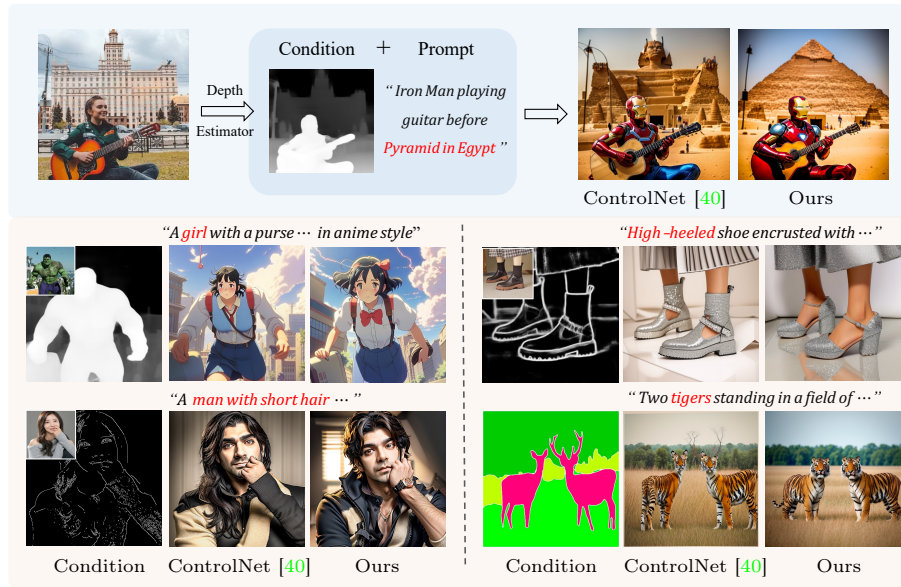 Condition + Prompt
Depth
Estimator
“ Iron Man playing
guitar before
Pyramid in Egypt ”
ControlNet [40] Ours
“A girl with a purse ⋯ in anime style”
“High-heeled shoe encrusted with ⋯”
“A man with short hair ⋯ ”
“ Two tigers standing in a field of ⋯”
Condition ControlNet [40] Ours
Condition ControlNet [40] Ours